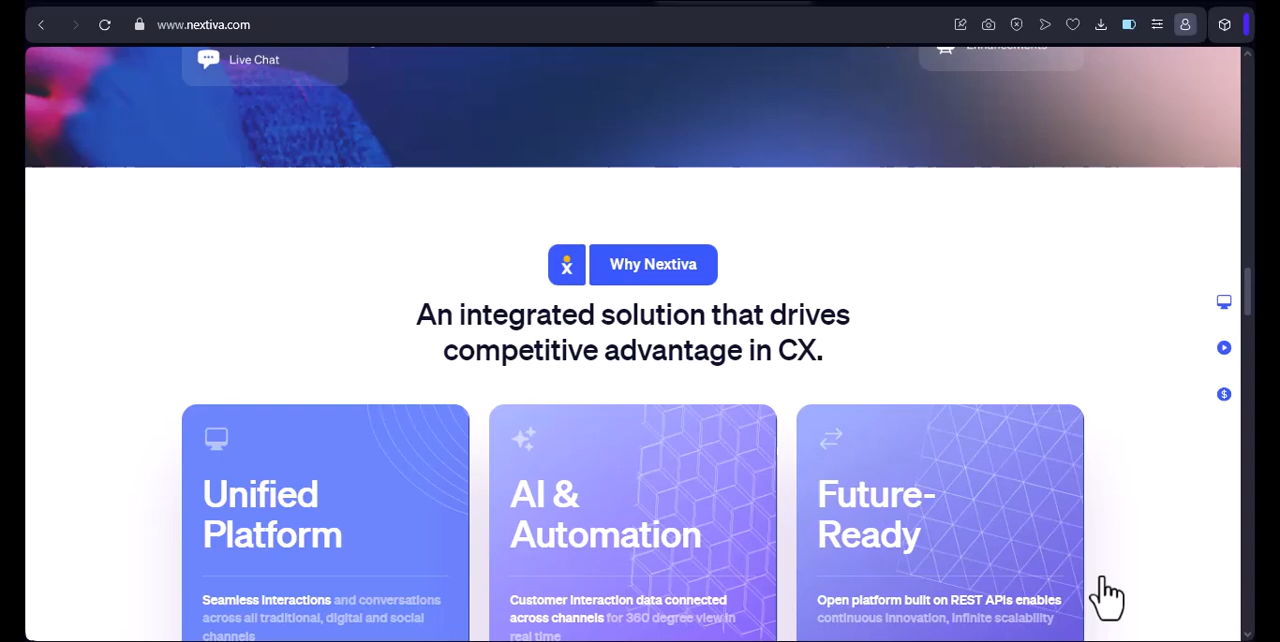 www.nextiva.com
Live Chat
Enhancements
Why Nextiva
An integrated solution that drives
competitive advantage in CX.
Unified
Platform
Seamless interactions and conversations
across all traditional, digital and social
channels
AI &
Automation
Customer interaction data connected
across channels for 360 degree view in
real time
Future-
Ready
Open platform built on REST APIs enables
continuous innovation, infinite scalability